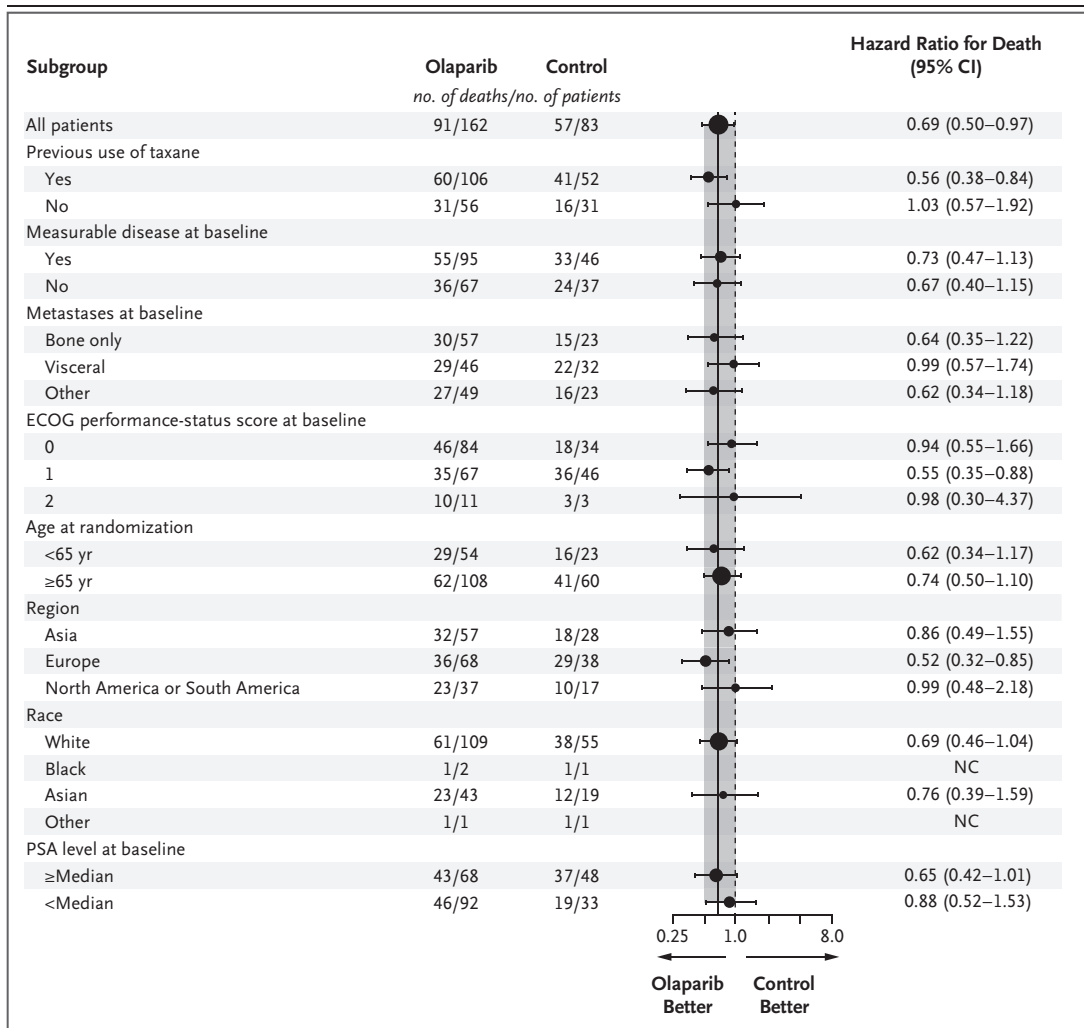 Subgroup Olaparib Control Hazard Ratio for Death (95% CI)
no. of deaths/no. of patients
All patients 91/162 57/83 0.69 (0.50–0.97)
Previous use of taxane
Yes 60/106 41/52 0.56 (0.38–0.84)
No 31/56 16/31 1.03 (0.57–1.92)
Measurable disease at baseline
Yes 55/95 33/46 0.73 (0.47–1.13)
No 36/67 24/37 0.67 (0.40–1.15)
Metastases at baseline
Bone only 30/57 15/23 0.64 (0.35–1.22)
Visceral 29/46 22/32 0.99 (0.57–1.74)
Other 27/49 16/23 0.62 (0.34–1.18)
ECOG performance-status score at baseline
0 46/84 18/34 0.94 (0.55–1.66)
1 35/67 36/46 0.55 (0.35–0.88)
2 10/11 3/3 0.98 (0.30–4.37)
Age at randomization
<65 yr 29/54 16/23 0.62 (0.34–1.17)
≥65 yr 62/108 41/60 0.74 (0.50–1.10)
Region
Asia 32/57 18/28 0.86 (0.49–1.55)
Europe 36/68 29/38 0.52 (0.32–0.85)
North America or South America 23/37 10/17 0.99 (0.48–2.18)
Race
White 61/109 38/55 0.69 (0.46–1.04)
Black 1/2 1/1 NC
Asian 23/43 12/19 0.76 (0.39–1.59)
Other 1/1 1/1 NC
PSA level at baseline
≥Median 43/68 37/48 0.65 (0.42–1.01)
<Median 46/92 19/33 0.88 (0.52–1.53)
0.25 1.0 8.0
Olaparib Better Control Better